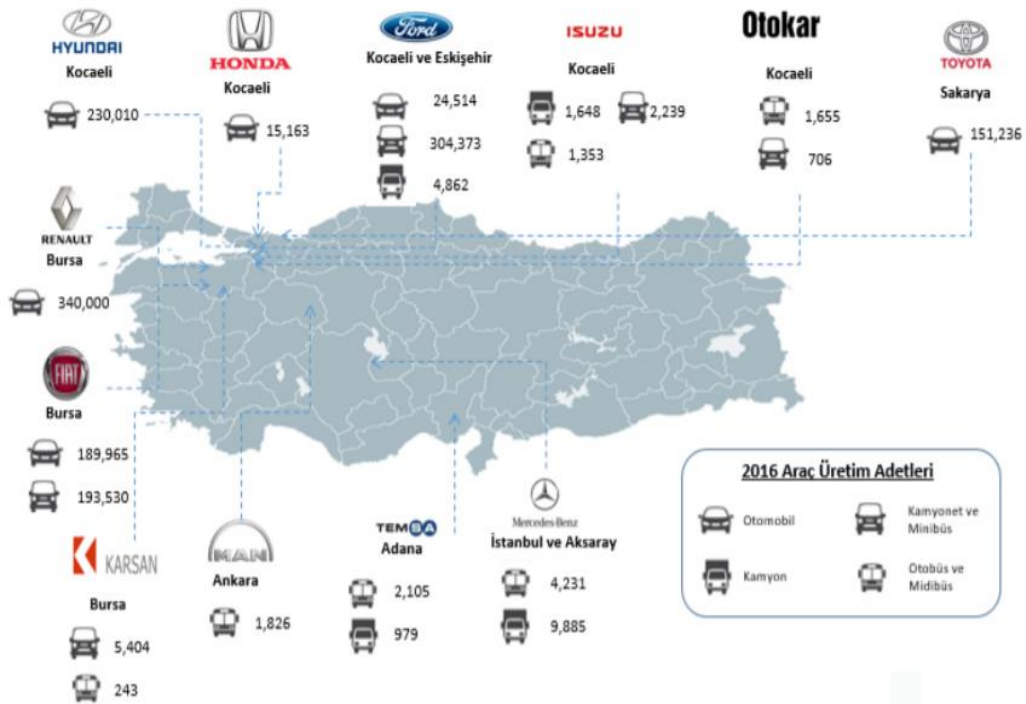 HYUNDAI
Kocaeli
230,010
HONDA
Kocaeli
15,163
Ford
Kocaeli ve Eskişehir
24,514
304,373
4,862
ISUZU
Kocaeli
1,648
2,239
1,353
Otokar
Kocaeli
1,655
706
TOYOTA
Sakarya
151,236
RENAULT
Bursa
340,000
FIAT
Bursa
189,965
193,530
KARSAN
Bursa
5,404
243
MAN
Ankara
1,826
TEMSA
Adana
2,105
979
Mercedes-Benz
İstanbul ve Aksaray
4,231
9,885
2016 Araç Üretim Adetleri
Otomobil
Kamyonet ve
Minibüs
Kamyon
Otobüs ve
Midibüs